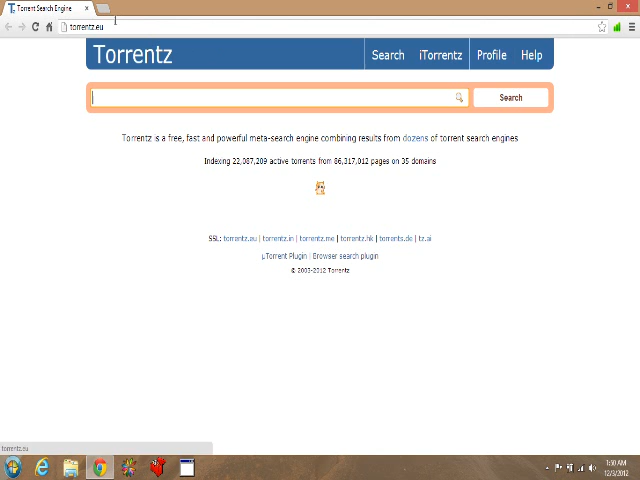 Torrent Search Engine
torrentz.eu
Torrentz
Search
iTorrentz
Profile
Help
Search
Torrentz is a free, fast and powerful meta-search engine combining results from dozens of torrent search engines
Indexing 22,087,209 active torrents from 86,317,012 pages on 35 domains
SSL: torrentz.eu | torrentz.in | torrentz.me | torrentz.hk | torrents.de | tz.ai
µTorrent Plugin | Browser search plugin
© 2003-2012 Torrentz
torrentz.eu
1:30 AM
12/3/2012